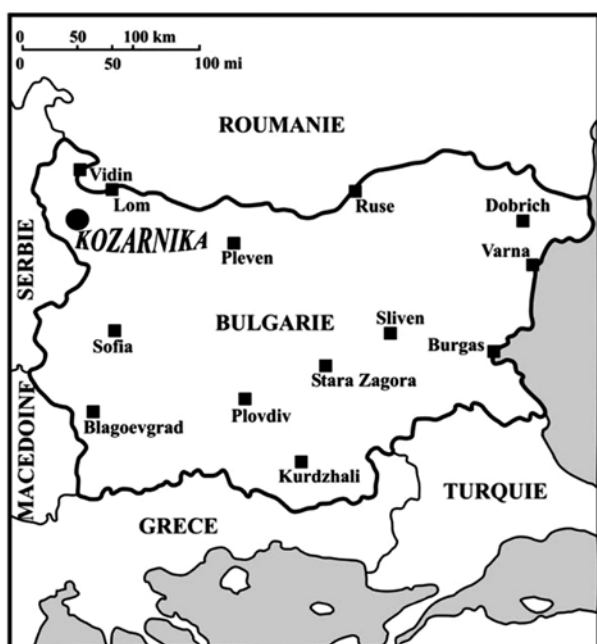 0 50 100 km
0 50 100 mi
ROUMANIE
Vidin
Lom
Ruse
Dobrich
KOZARNIKA
Pleven
Varna
SERBIE
BULGARIE
Sliven
Sofia
Burgas
Stara Zagora
MACEDOINE
Blagoevgrad
Plovdiv
Kurdzhali
TURQUIE
GRECE